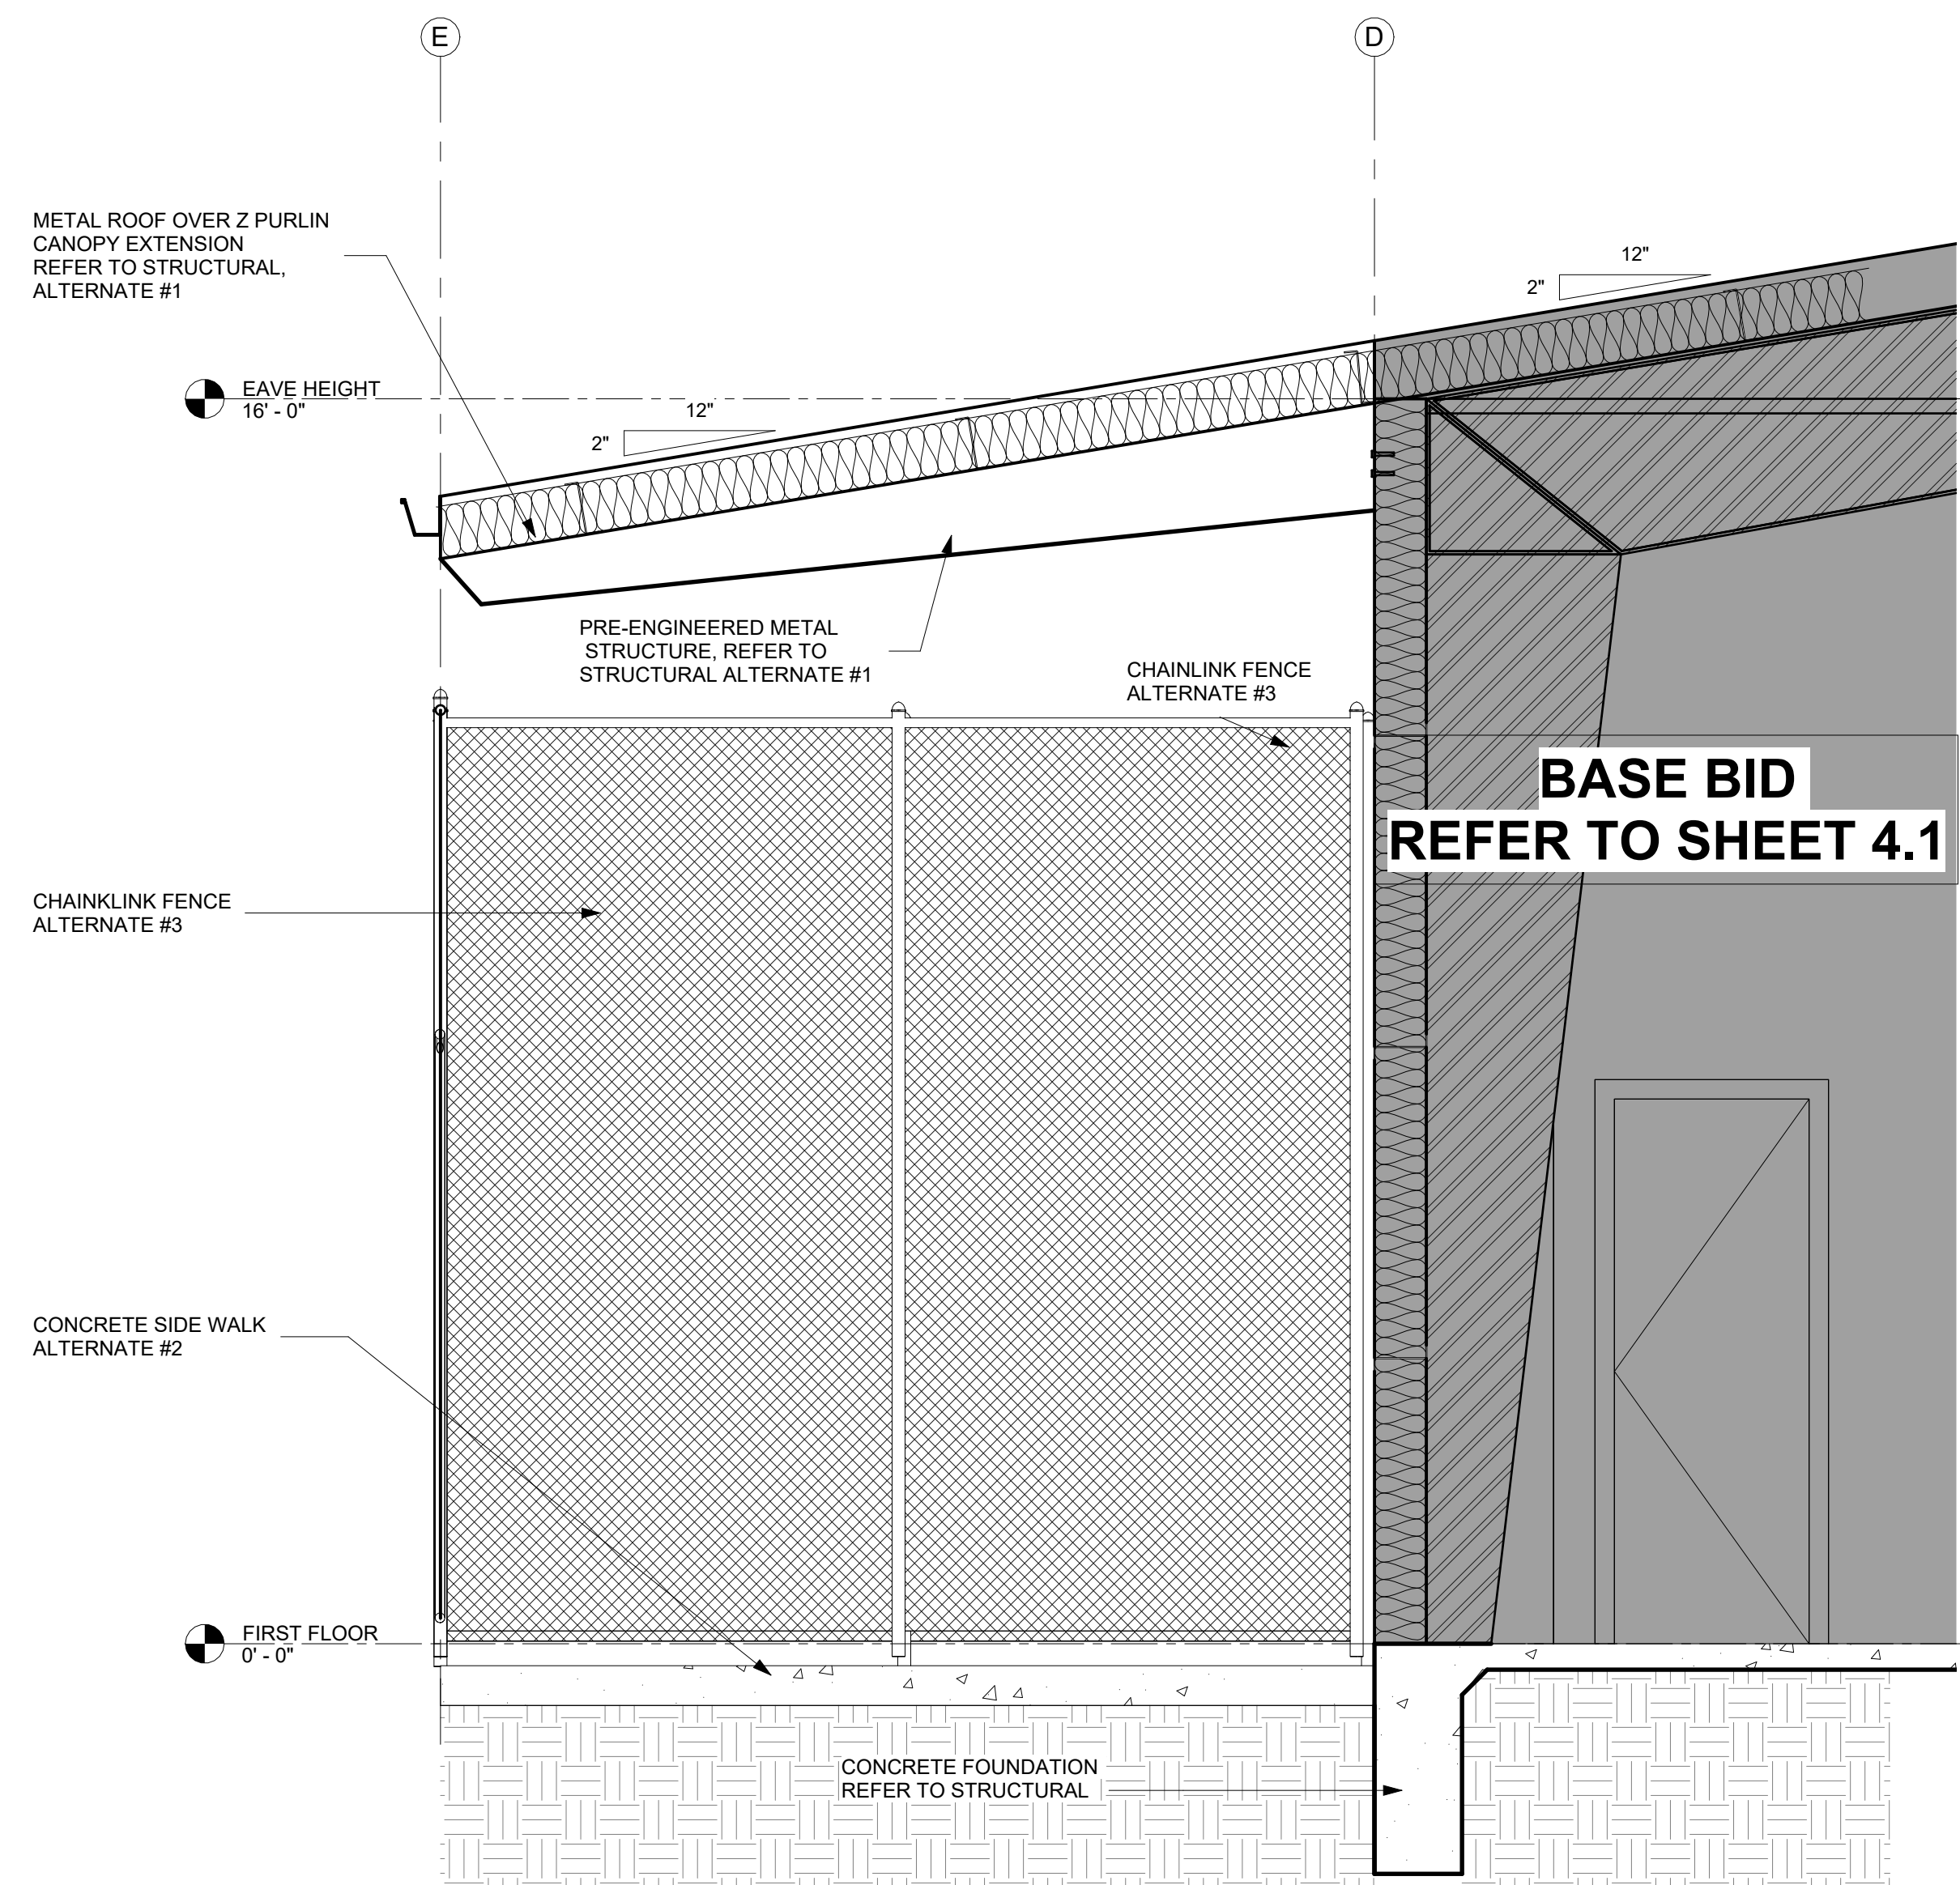 E
D
METAL ROOF OVER Z PURLIN
CANOPY EXTENSION
REFER TO STRUCTURAL,
ALTERNATE #1
12"
2"
EAVE HEIGHT
16' - 0"
12"
2"
PRE-ENGINEERED METAL
STRUCTURE, REFER TO
STRUCTURAL ALTERNATE #1
CHAINLINK FENCE
ALTERNATE #3
BASE BID
REFER TO SHEET 4.1
CHAINKLINK FENCE
ALTERNATE #3
CONCRETE SIDE WALK
ALTERNATE #2
FIRST FLOOR
0' - 0"
CONCRETE FOUNDATION
REFER TO STRUCTURAL